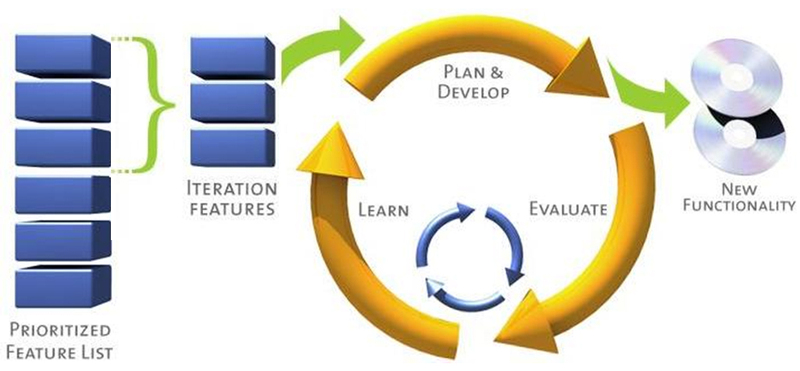 PLAN &
DEVELOP
ITERATION
FEATURES
LEARN
EVALUATE
NEW
FUNCTIONALITY
PRIORITIZED
FEATURE LIST